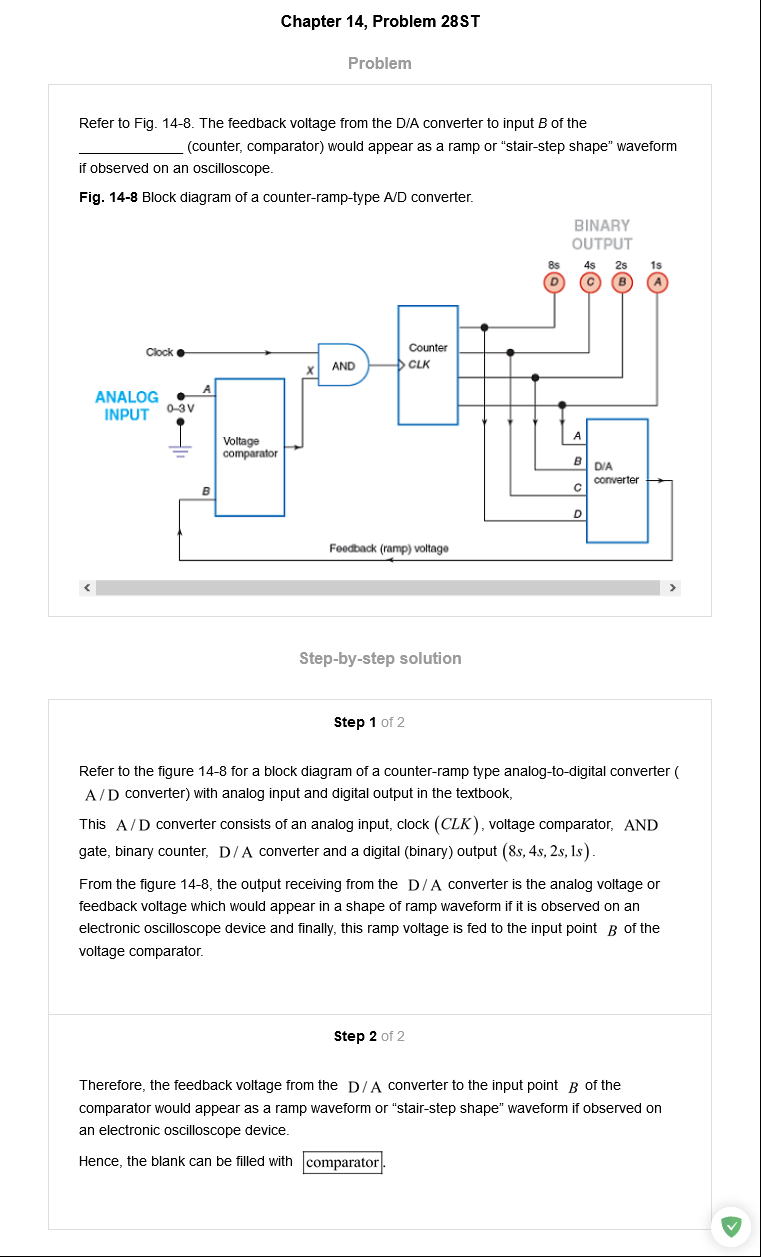 Chapter 14, Problem 28ST
Problem
Refer to Fig. 14-8. The feedback voltage from the D/A converter to input B of the
_____________ (counter, comparator) would appear as a ramp or “stair-step shape” waveform
if observed on an oscilloscope.
Fig. 14-8 Block diagram of a counter-ramp-type A/D converter.
BINARY
OUTPUT
8s 4s 2s 1s
D C B A
Clock
Counter
CLK
X
AND
ANALOG
INPUT
0–3 V
A
Voltage
comparator
B
A
B
C
D
D/A
converter
Feedback (ramp) voltage
Step-by-step solution
Step 1 of 2
Refer to the figure 14-8 for a block diagram of a counter-ramp type analog-to-digital converter (
A/D converter) with analog input and digital output in the textbook,
This A/D converter consists of an analog input, clock (CLK), voltage comparator, AND
gate, binary counter, D/A converter and a digital (binary) output (8s, 4s, 2s, 1s).
From the figure 14-8, the output receiving from the D/A converter is the analog voltage or
feedback voltage which would appear in a shape of ramp waveform if it is observed on an
electronic oscilloscope device and finally, this ramp voltage is fed to the input point B of the
voltage comparator.
Step 2 of 2
Therefore, the feedback voltage from the D/A converter to the input point B of the
comparator would appear as a ramp waveform or “stair-step shape” waveform if observed on
an electronic oscilloscope device.
Hence, the blank can be filled with comparator.